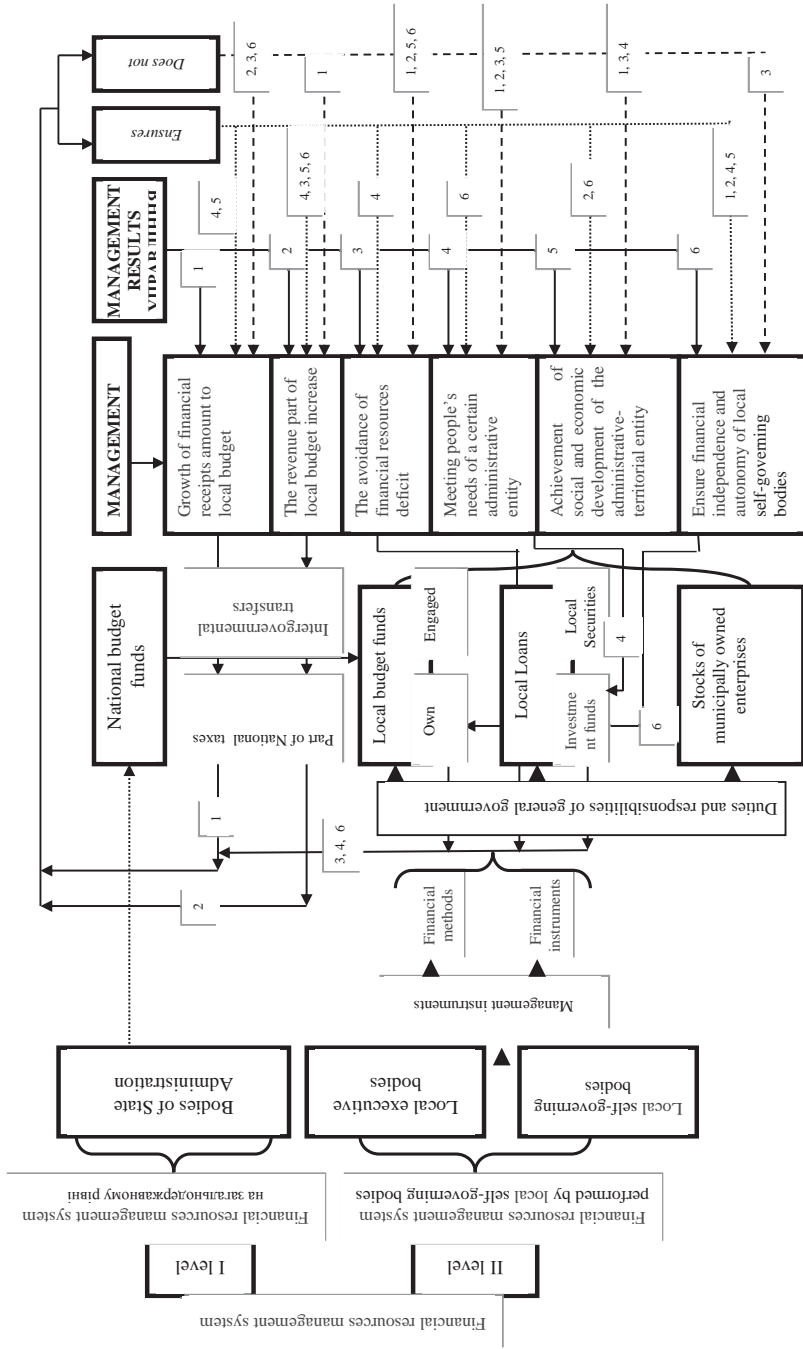 Financial resources management system
I level
II level
Financial resources management system
на загальнодержавному рівні
Financial resources management system
performed by local self-governing bodies
Bodies of State
Administration
Local executive
bodies
Local self-governing
bodies
Management instruments
Financial
methods
Financial
instruments
2
1
3, 4, 6
Duties and responsibilities of general government
National budget
funds
Part of National taxes
Intergovernmental
transfers
Local budget funds
Own
Engaged
Local Loans
Investme
nt funds
Local
Securities
4
6
Stocks of
municipally owned
enterprises
MANAGEMENT
Growth of financial
receipts amount to
local budget
The revenue part of
local budget increase
The avoidance of
financial resources
deficit
Meeting people's
needs of a certain
administrative
entity
Achievement of
social and economic
development of the
administrative-
territorial entity
Ensure financial
independence and
autonomy of local
self-governing
bodies
MANAGEMENT
RESULTS
1
2
3
4
5
6
Ensures
4, 5
4, 3, 5, 6
4
6
2, 6
1, 2, 4, 5
Does not
2, 3, 6
1
1, 2, 5, 6
1, 2, 3, 5
1, 3, 4
3